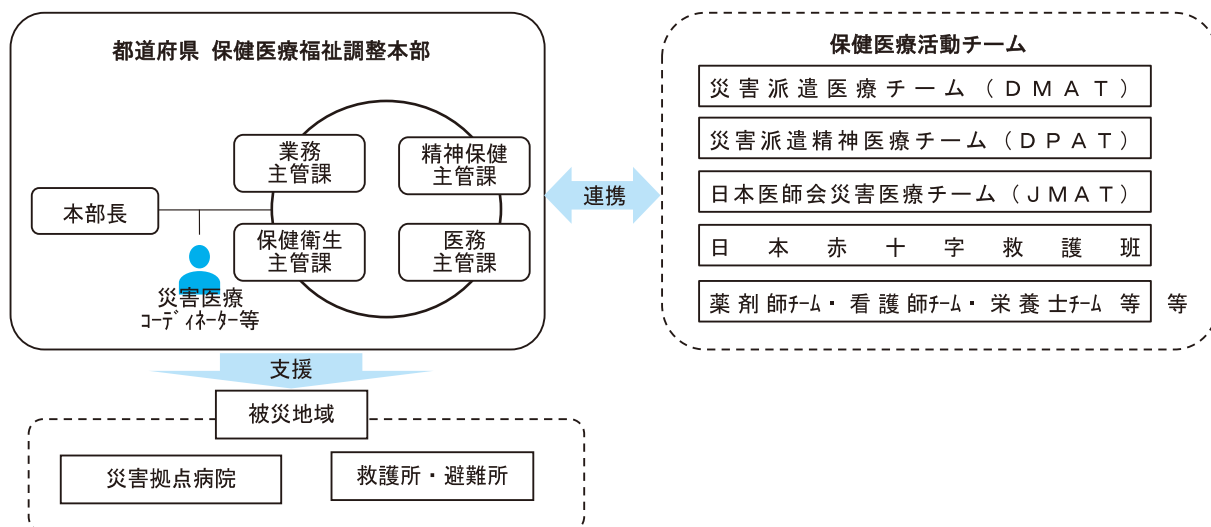 都道府県 保健医療福祉調整本部
業務
主管課
精神保健
主管課
本部長
保健衛生
主管課
医務
主管課
災害医療
ｺｰﾃﾞｨﾈｰﾀｰ等
連携
保健医療活動チーム
災害派遣医療チーム（ＤＭＡＴ）
災害派遣精神医療チーム（ＤＰＡＴ）
日本医師会災害医療チーム（ＪＭＡＴ）
日本赤十字救護班
薬剤師ﾁｰﾑ・看護師ﾁｰﾑ・栄養士ﾁｰﾑ 等 等
支援
被災地域
災害拠点病院
救護所・避難所